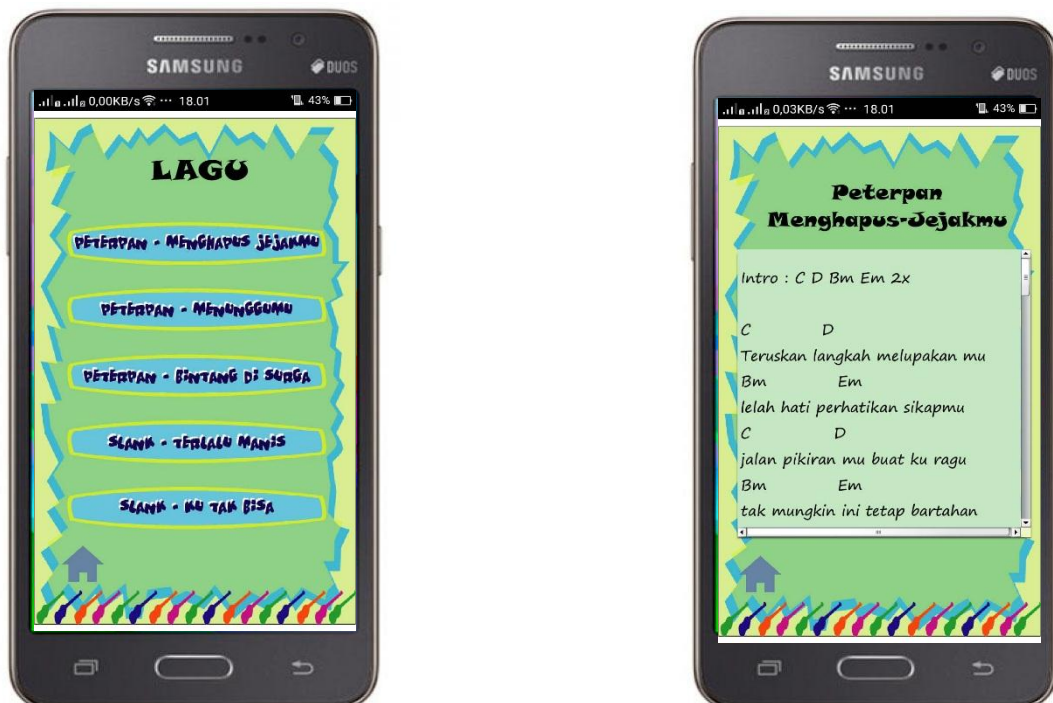 SAMSUNG
DUOS
0,00KB/s ... 18.01 43%
LAGU
PETERPAN - MENGHAPUS JEJAKMU
PETERPAN - MENUNGGUMU
PETERPAN - BINTANG DI SURGA
SLANK - TERLALU MANIS
SLANK - KU TAK BISA
SAMSUNG
DUOS
0,03KB/s ... 18.01 43%
Peterpan
Menghapus-Jejakmu
Intro : C D Bm Em 2x
C D
Teruskan langkah melupakan mu
Bm Em
lelah hati perhatikan sikapmu
C D
jalan pikiran mu buat ku ragu
Bm Em
tak mungkin ini tetap bartahan